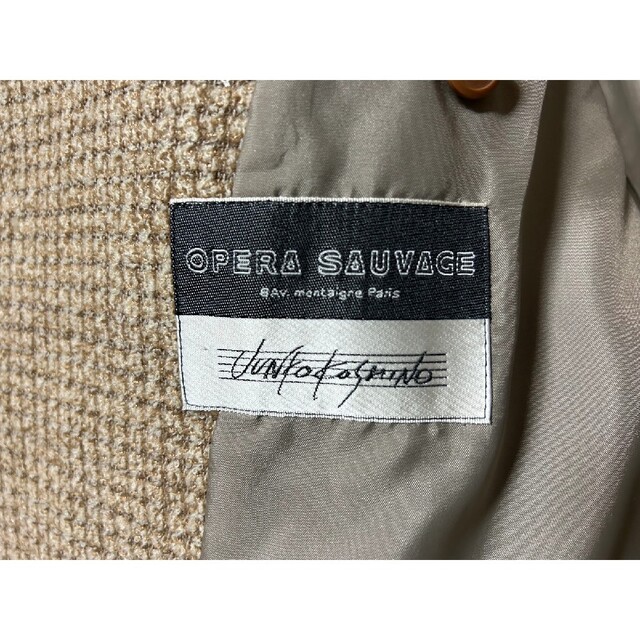 OPERA SAUVAGE
8Av. montaigne Paris
JUNKO KOSHINO